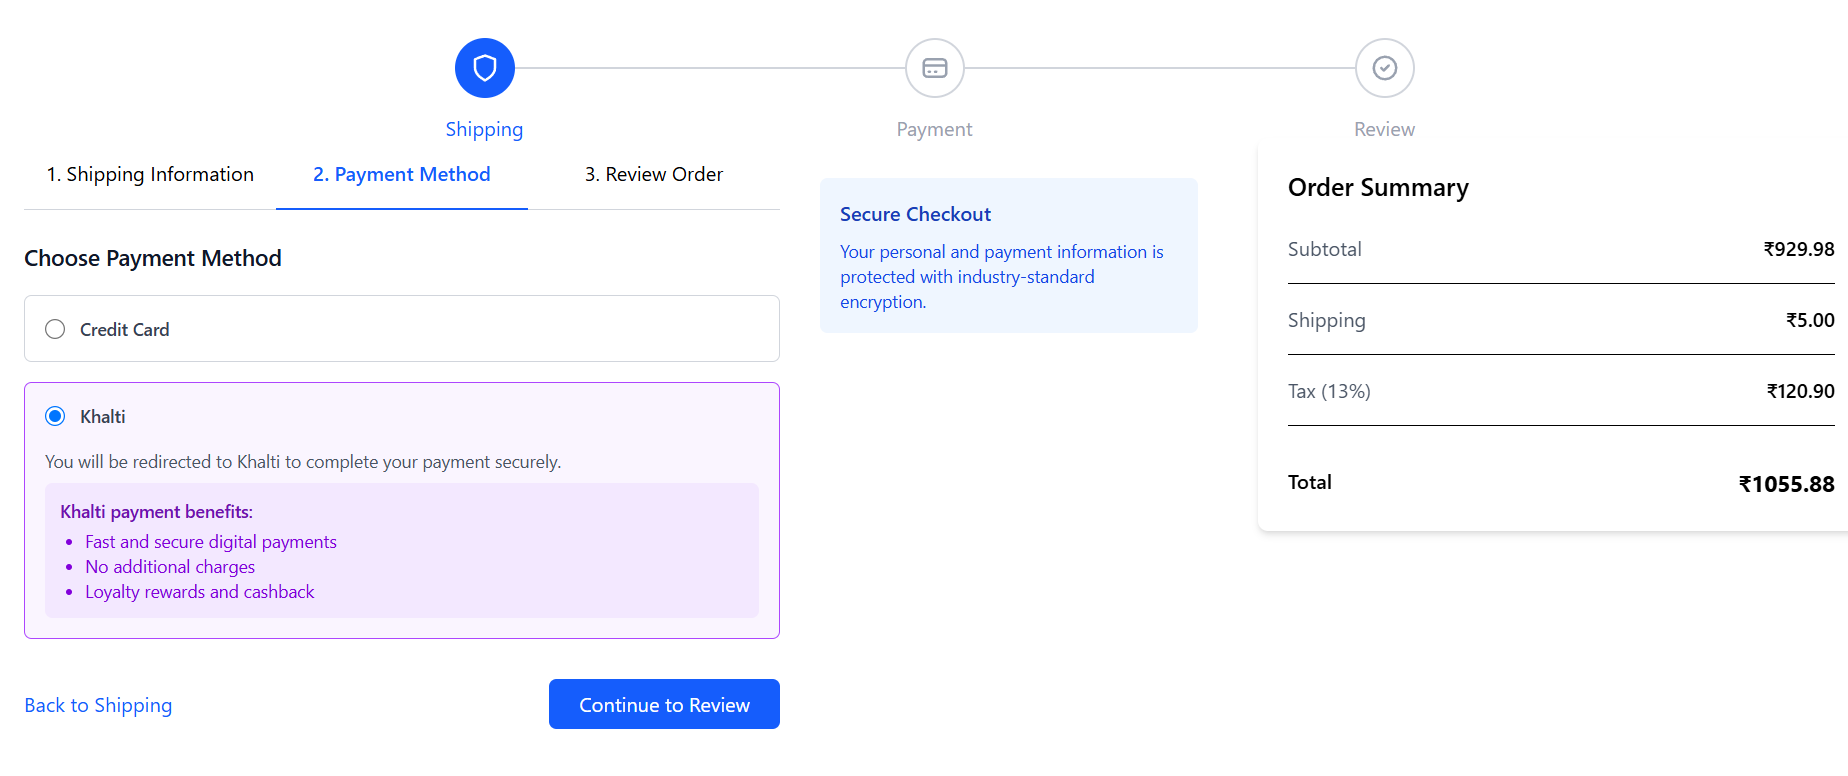 Shipping
Payment
Review
1. Shipping Information
2. Payment Method
3. Review Order
Choose Payment Method
Credit Card
Khalti
You will be redirected to Khalti to complete your payment securely.
Khalti payment benefits:
• Fast and secure digital payments
• No additional charges
• Loyalty rewards and cashback
Back to Shipping
Continue to Review
Secure Checkout
Your personal and payment information is
protected with industry-standard
encryption.
Order Summary
Subtotal ₹929.98
Shipping ₹5.00
Tax (13%) ₹120.90
Total ₹1055.88